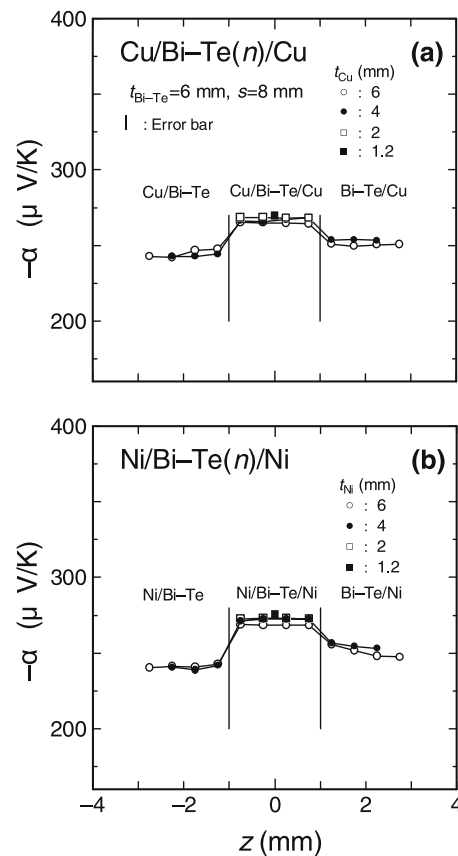 400
Cu/Bi–Te(n)/Cu
(a)
t_Bi–Te=6 mm, s=8 mm
| : Error bar
t_Cu (mm)
○ : 6
● : 4
□ : 2
■ : 1.2
300
–α (μ V/K)
Cu/Bi–Te
Cu/Bi–Te/Cu
Bi–Te/Cu
250
200
400
Ni/Bi–Te(n)/Ni
(b)
t_Ni (mm)
○ : 6
● : 4
□ : 2
■ : 1.2
300
–α (μ V/K)
Ni/Bi–Te
Ni/Bi–Te/Ni
Bi–Te/Ni
250
200
–4 –2 0 2 4
z (mm)